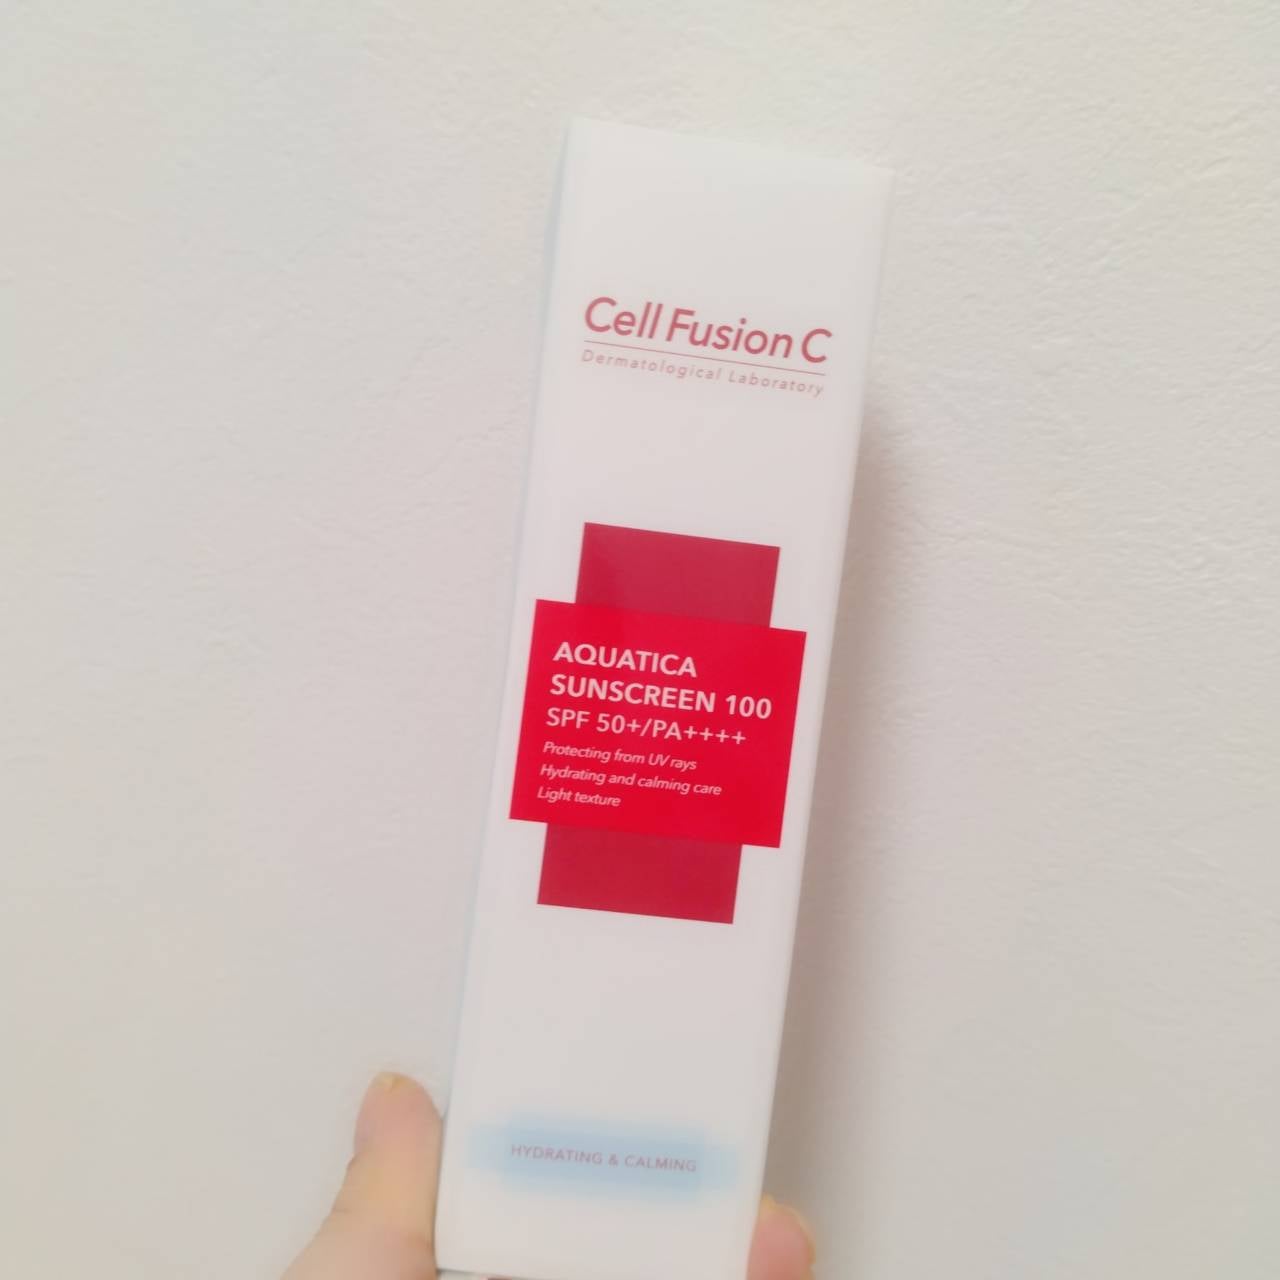 Cell Fusion C
Dermatological Laboratory
AQUATICA
SUNSCREEN 100
SPF 50+/PA++++
Protecting from UV rays
Hydrating and calming care
Light texture
HYDRATING & CALMING